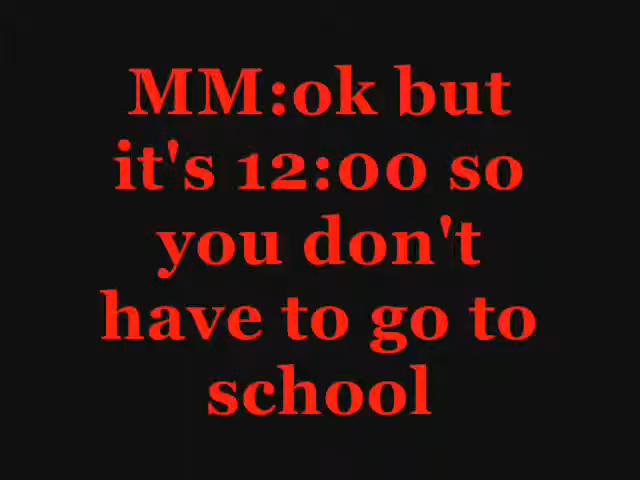 MM:ok but
it's 12:00 so
you don't
have to go to
school